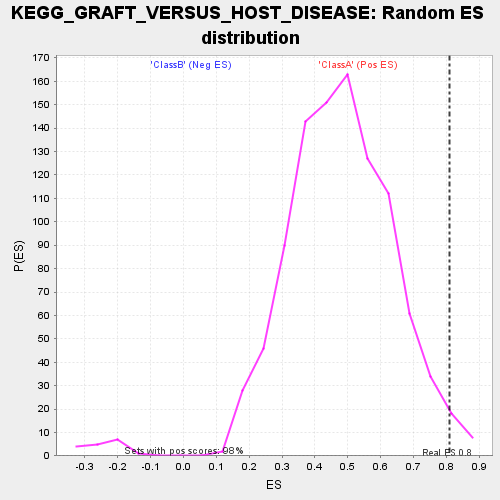 KEGG_GRAFT_VERSUS_HOST_DISEASE: Random ES
distribution
'ClassB' (Neg ES) 'ClassA' (Pos ES)
170
160
150
140
130
120
110
100
90
80
70
60
50
40
30
20
10
0
P(ES)
Sets with pos scores: 98%
Real ES 0.8
-0.3 -0.2 -0.1 0.0 0.1 0.2 0.3 0.4 0.5 0.6 0.7 0.8 0.9
ES